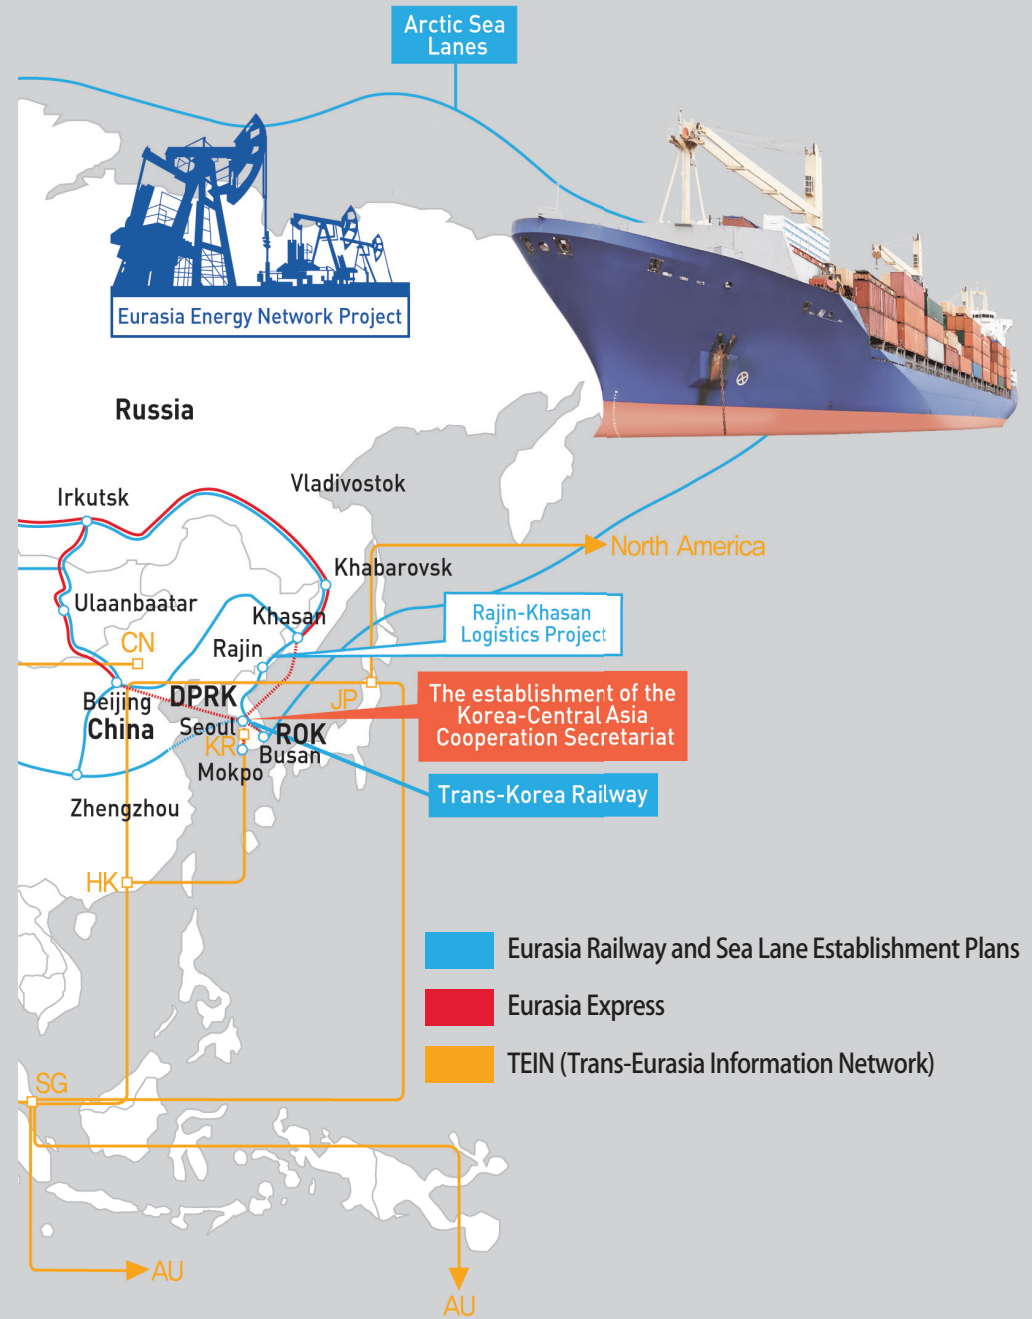 Arctic Sea
Lanes
Eurasia Energy Network Project
Russia
Vladivostok
Irkutsk
North America
Khabarovsk
Ulaanbaatar
Khasan
Rajin-Khasan
Logistics Project
CN
Rajin
Beijing
DPRK
JP
The establishment of the
Korea-Central Asia
Cooperation Secretariat
China
Seoul
ROK
KR
Busan
Mokpo
Trans-Korea Railway
Zhengzhou
HK
Eurasia Railway and Sea Lane Establishment Plans
Eurasia Express
TEIN (Trans-Eurasia Information Network)
SG
AU
AU